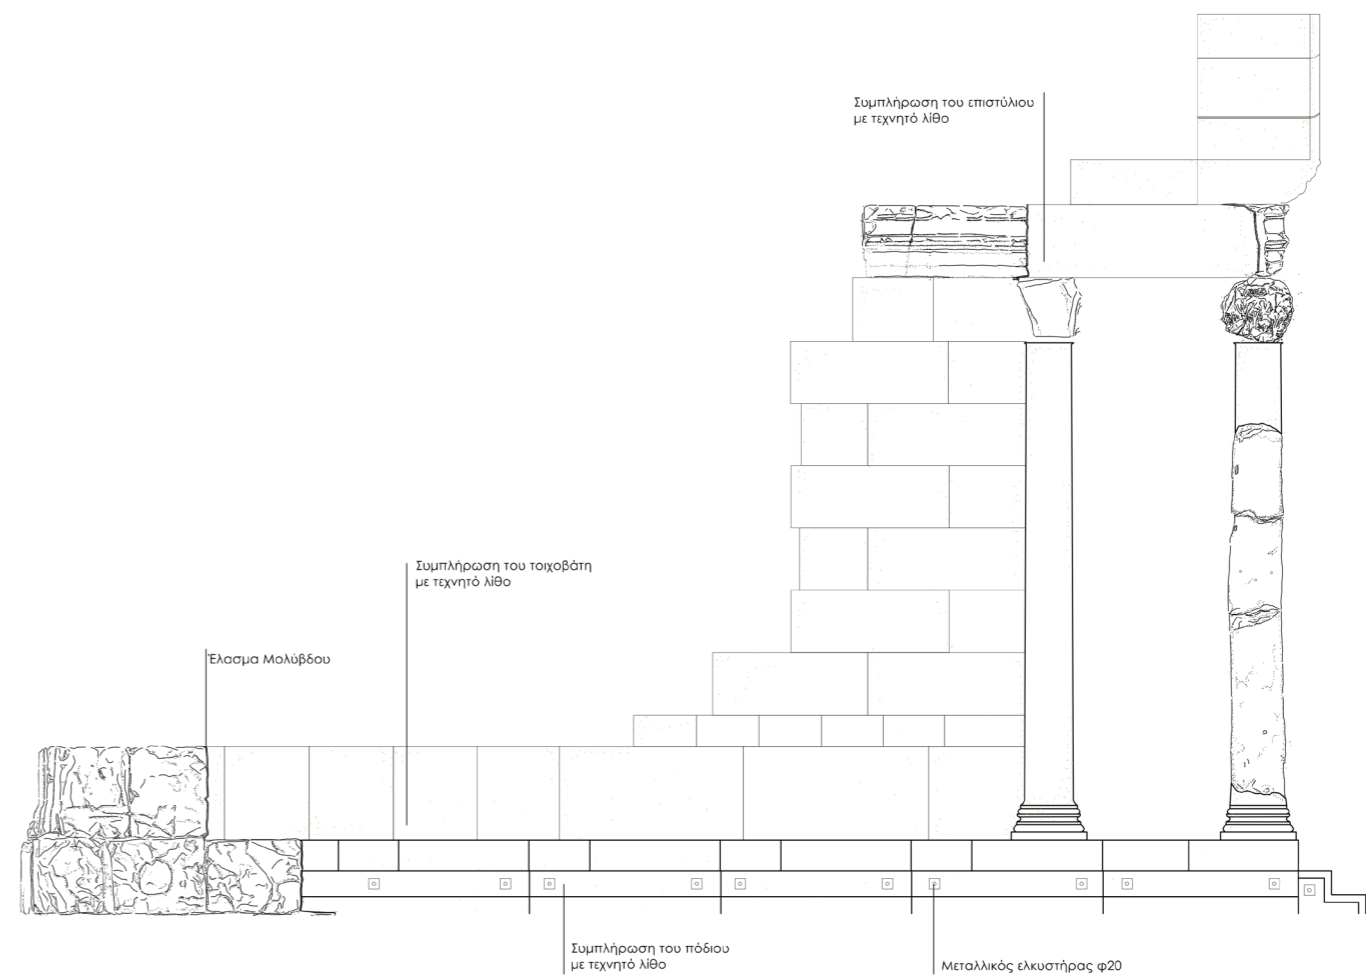 Συμπλήρωση του επιστύλιου
με τεχνητό λίθο
Συμπλήρωση του τοιχοβάτη
με τεχνητό λίθο
Έλασμα Μολύβδου
Συμπλήρωση του πόδιου
με τεχνητό λίθο
Μεταλλικός ελκυστήρας φ20